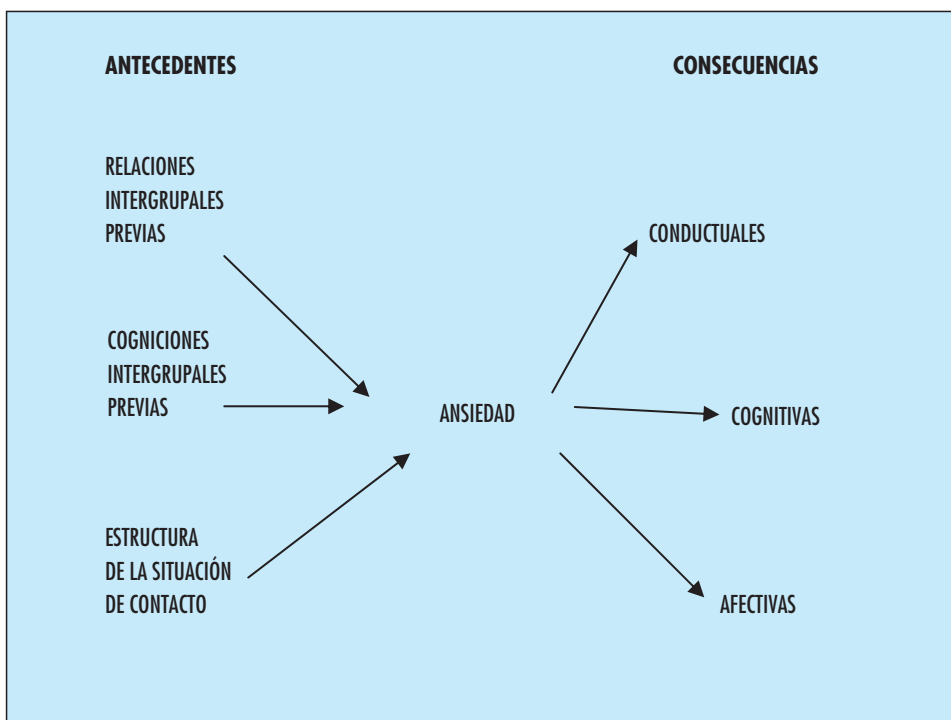 ANTECEDENTES
CONSECUENCIAS
RELACIONES
INTERGRUPALES
PREVIAS
COGNICIONES
INTERGRUPALES
PREVIAS
ESTRUCTURA
DE LA SITUACIÓN
DE CONTACTO
ANSIEDAD
CONDUCTUALES
COGNITIVAS
AFECTIVAS